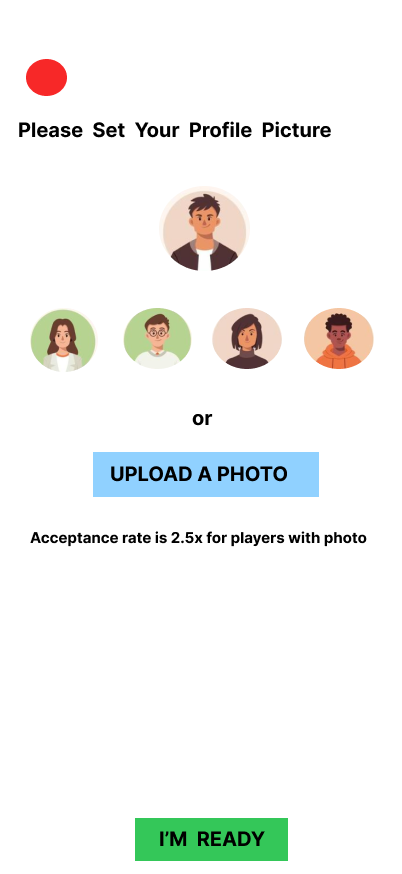 Please Set Your Profile Picture
or
UPLOAD A PHOTO
Acceptance rate is 2.5x for players with photo
I'M READY